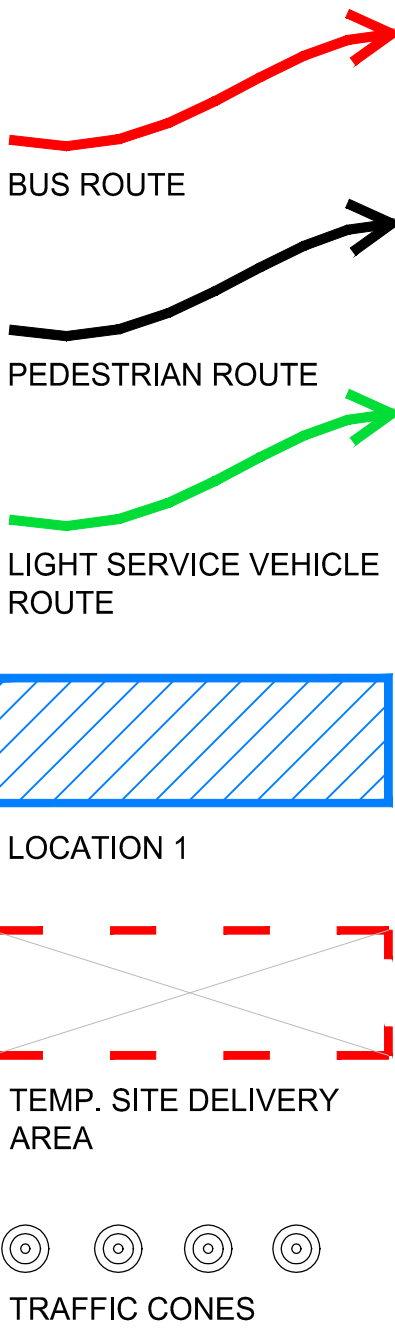 BUS ROUTE
PEDESTRIAN ROUTE
LIGHT SERVICE VEHICLE
ROUTE
LOCATION 1
TEMP. SITE DELIVERY
AREA
TRAFFIC CONES